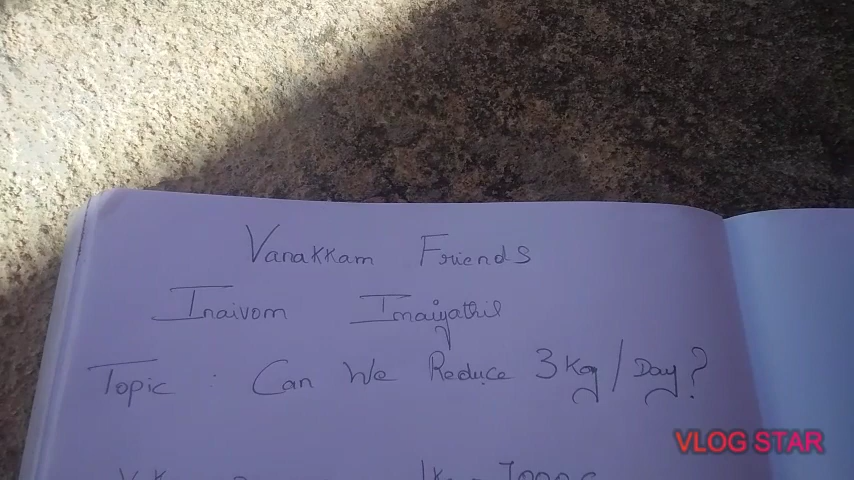 Vanakkam Friends
Inaivom Imaiyathil
Topic : Can We Reduce 3 Kg / Day ?
VLOG STAR